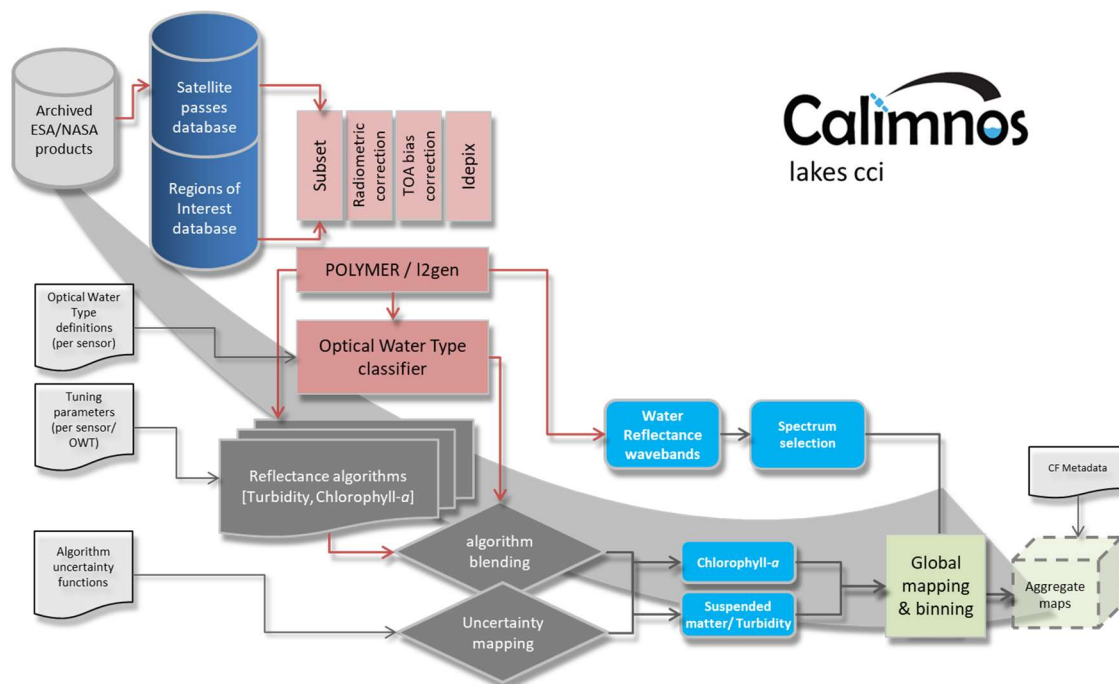 Archived
ESA/NASA
products
Satellite
passes
database
Regions of
Interest
database
Subset
Radiometric
correction
TOA bias
correction
Idepix
Calimnos
lakes cci
POLYMER / l2gen
Optical Water
Type
definitions
(per sensor)
Optical Water Type
classifier
Tuning
parameters
(per sensor/
OWT)
Reflectance algorithms
[Turbidity, Chlorophyll-a]
Water
Reflectance
wavebands
Spectrum
selection
CF Metadata
Algorithm
uncertainty
functions
algorithm
blending
Uncertainty
mapping
Chlorophyll-a
Suspended
matter/ Turbidity
Global
mapping
& binning
Aggregate
maps